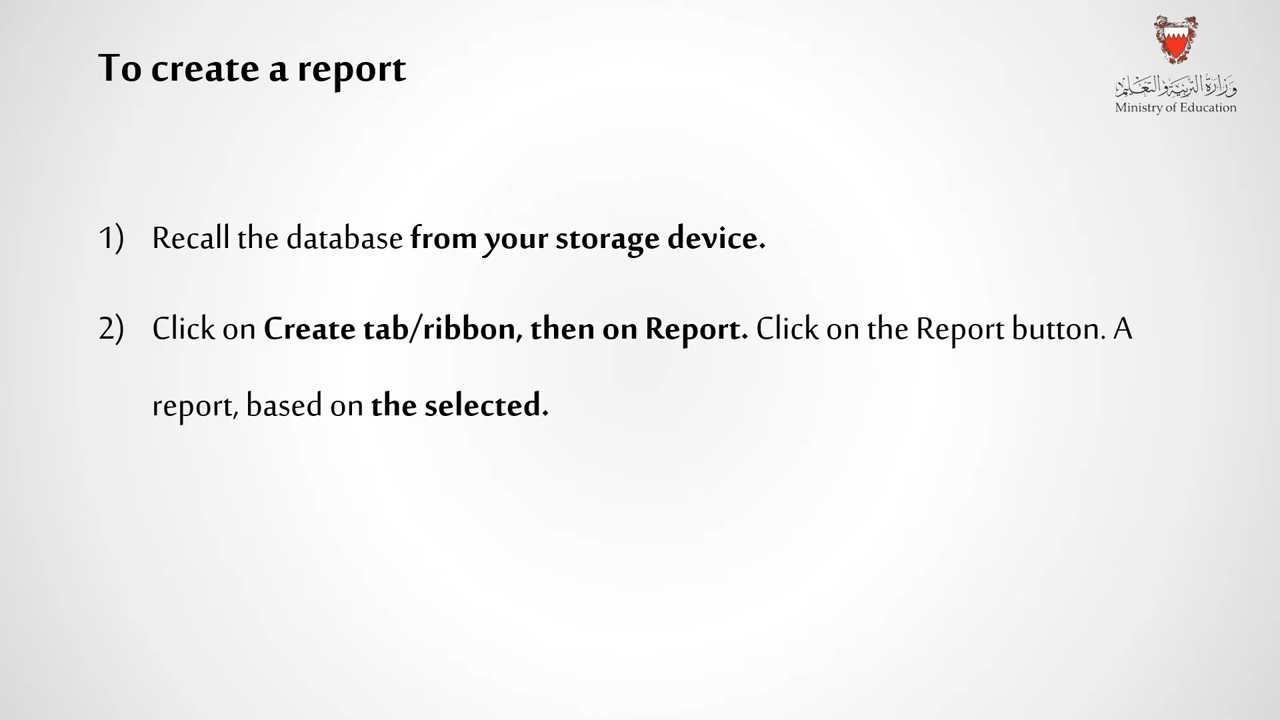 To create a report
وزارة التربية والتعليم
Ministry of Education
1) Recall the database from your storage device.
2) Click on Create tab/ribbon, then on Report. Click on the Report button. A
report, based on the selected.